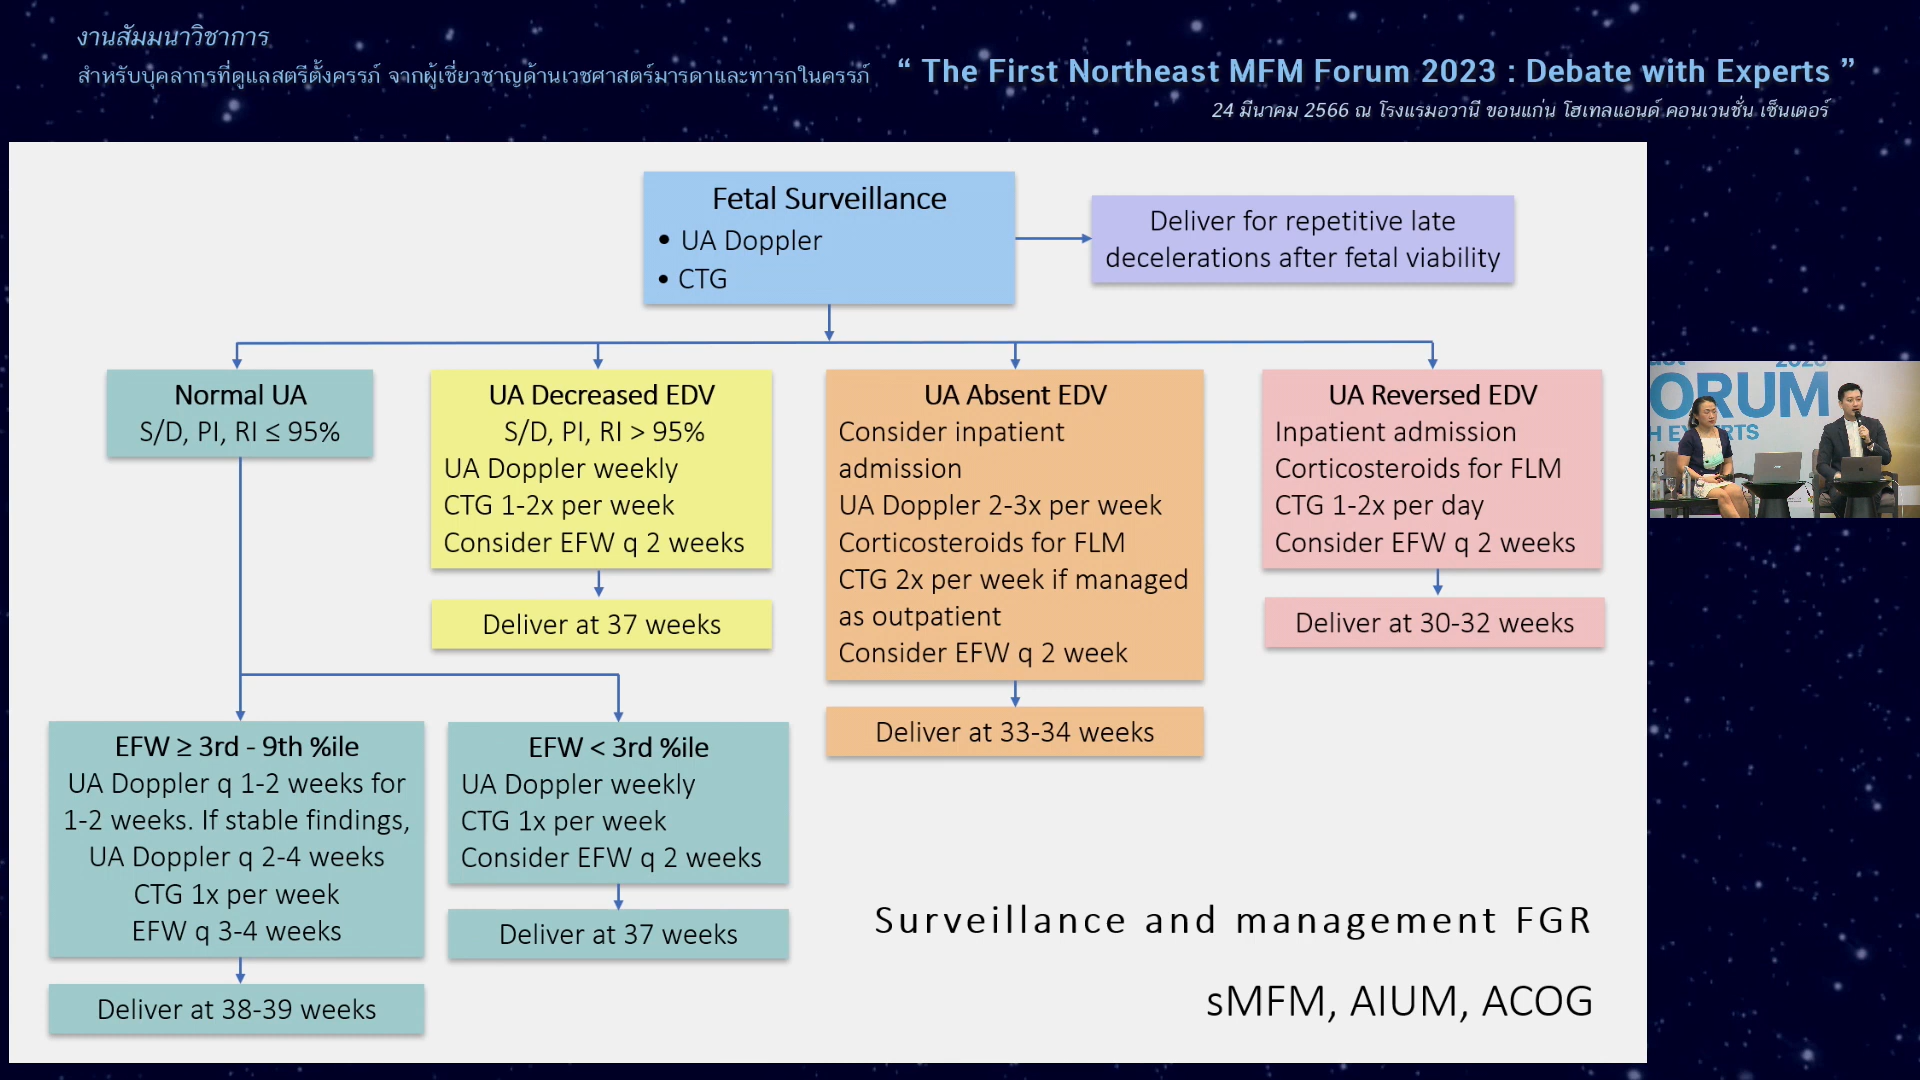 งานสัมมนาวิชาการ
สำหรับบุคลากรที่ดูแลสตรีตั้งครรภ์ จากผู้เชี่ยวชาญด้านเวชศาสตร์มารดาและทารกในครรภ์
“ The First Northeast MFM Forum 2023 : Debate with Experts ”
24 มีนาคม 2566 ณ โรงแรมอวานี ขอนแก่น โฮเทลแอนด์ คอนเวนชั่น เซ็นเตอร์
Fetal Surveillance
• UA Doppler
• CTG
Deliver for repetitive late
decelerations after fetal viability
Normal UA
S/D, PI, RI ≤ 95%
UA Decreased EDV
S/D, PI, RI > 95%
UA Doppler weekly
CTG 1-2x per week
Consider EFW q 2 weeks
Deliver at 37 weeks
UA Absent EDV
Consider inpatient
admission
UA Doppler 2-3x per week
Corticosteroids for FLM
CTG 2x per week if managed
as outpatient
Consider EFW q 2 week
Deliver at 33-34 weeks
UA Reversed EDV
Inpatient admission
Corticosteroids for FLM
CTG 1-2x per day
Consider EFW q 2 weeks
Deliver at 30-32 weeks
EFW ≥ 3rd - 9th %ile
UA Doppler q 1-2 weeks for
1-2 weeks. If stable findings,
UA Doppler q 2-4 weeks
CTG 1x per week
EFW q 3-4 weeks
Deliver at 38-39 weeks
EFW < 3rd %ile
UA Doppler weekly
CTG 1x per week
Consider EFW q 2 weeks
Deliver at 37 weeks
Surveillance and management FGR
sMFM, AIUM, ACOG
ORUM
H EXPERTS